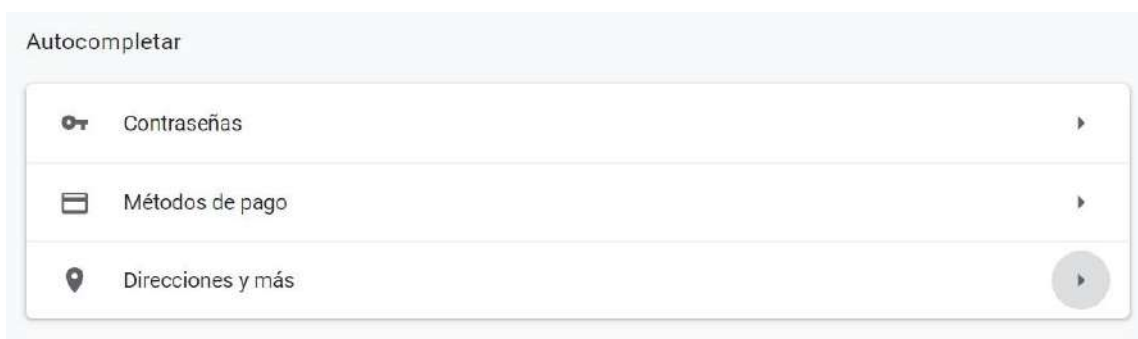 Autocompletar
Contraseñas
Métodos de pago
Direcciones y más